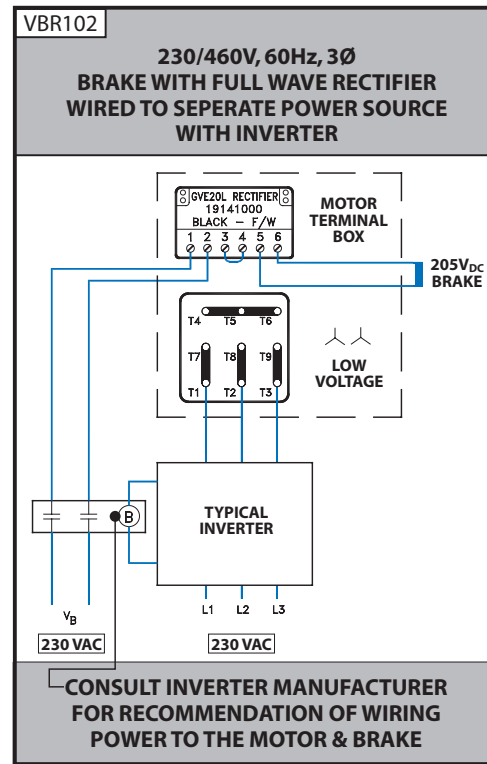 VBR102
230/460V, 60Hz, 3Ø
BRAKE WITH FULL WAVE RECTIFIER
WIRED TO SEPERATE POWER SOURCE
WITH INVERTER
GVE20L RECTIFIER
19141000
BLACK - F/W
1 2 3 4 5 6
MOTOR
TERMINAL
BOX
205VDC
BRAKE
T4 T5 T6
T7 T8 T9
T1 T2 T3
LOW
VOLTAGE
TYPICAL
INVERTER
B
L1 L2 L3
VB
230 VAC
230 VAC
CONSULT INVERTER MANUFACTURER
FOR RECOMMENDATION OF WIRING
POWER TO THE MOTOR & BRAKE